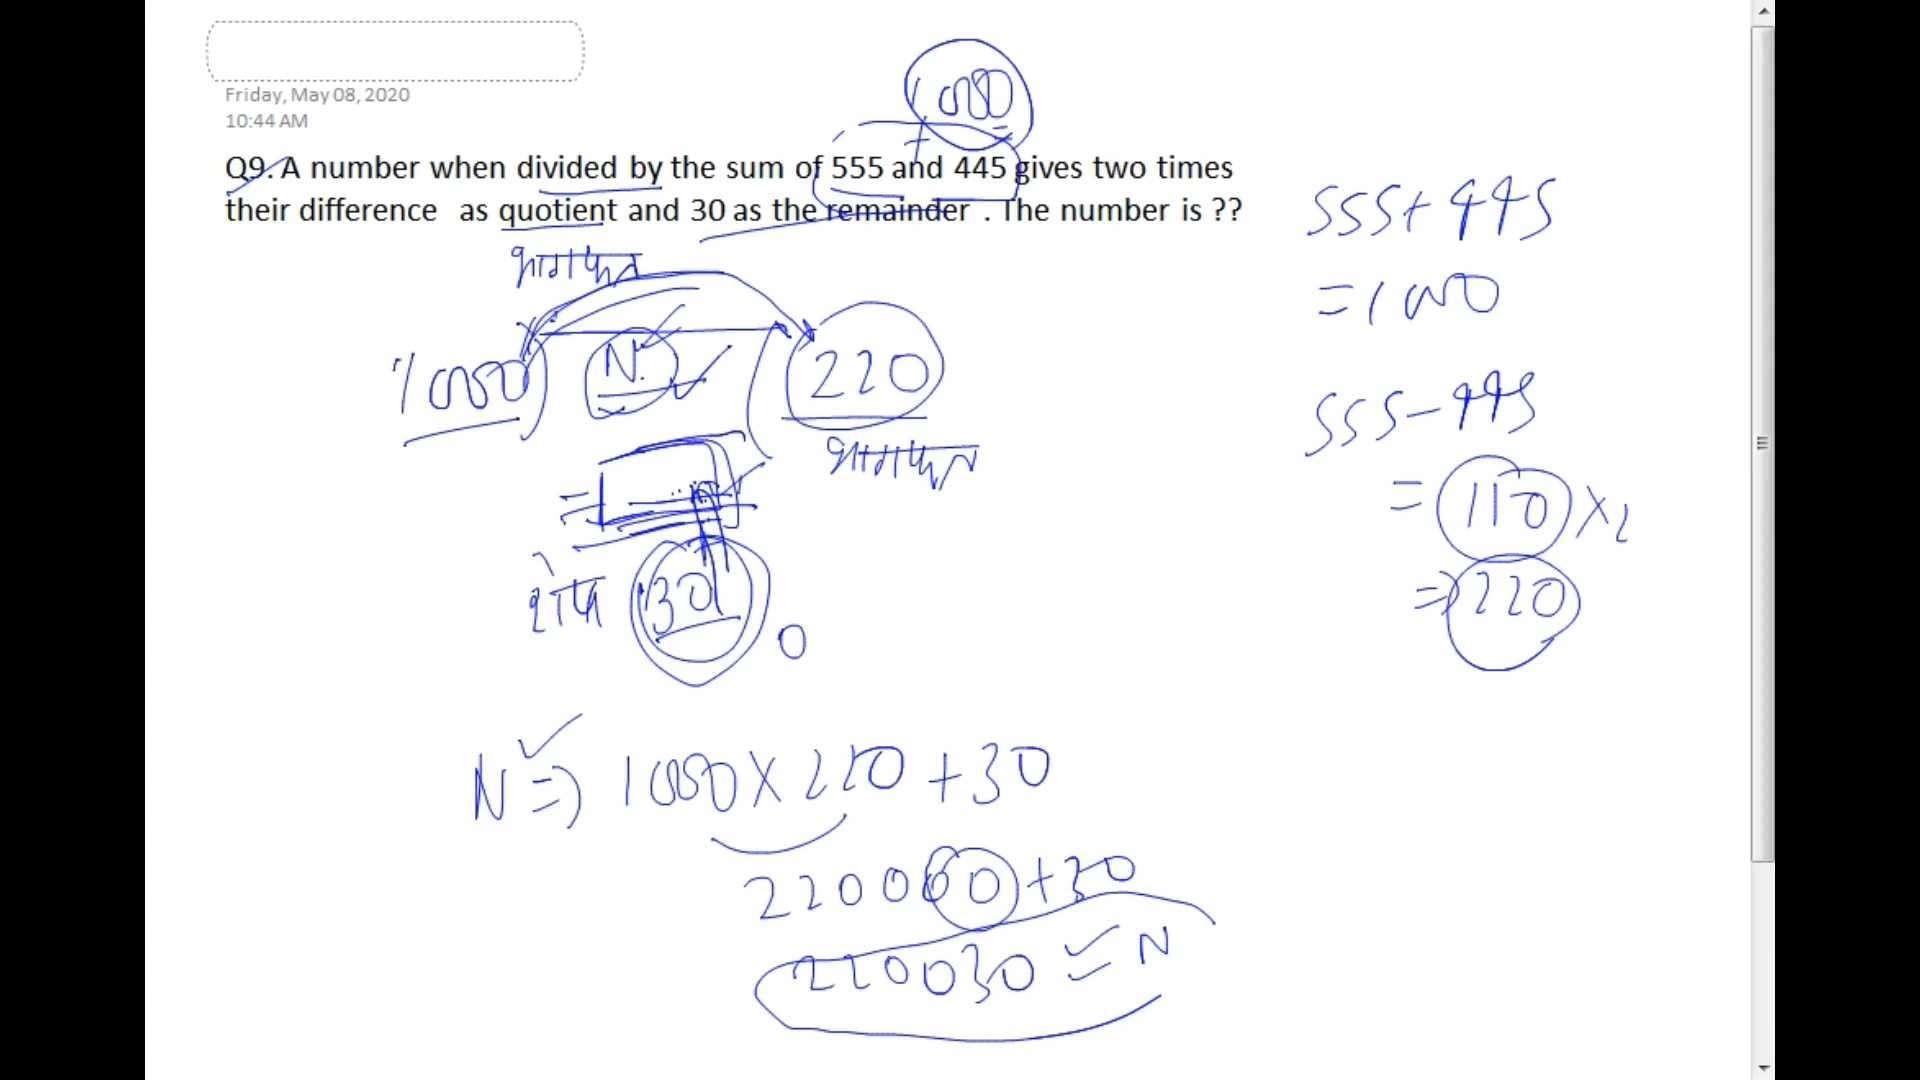 Friday, May 08, 2020
10:44 AM
1000
Q9. A number when divided by the sum of 555 and 445 gives two times
their difference as quotient and 30 as the remainder . The number is ??
भागफल
1000) N. 220
भागफल
=
शेष 30 0
555+445
=1000
555-445
= 110 x2
=> 220
N => 1000 x 220 + 30
220000 + 30
220030 = N